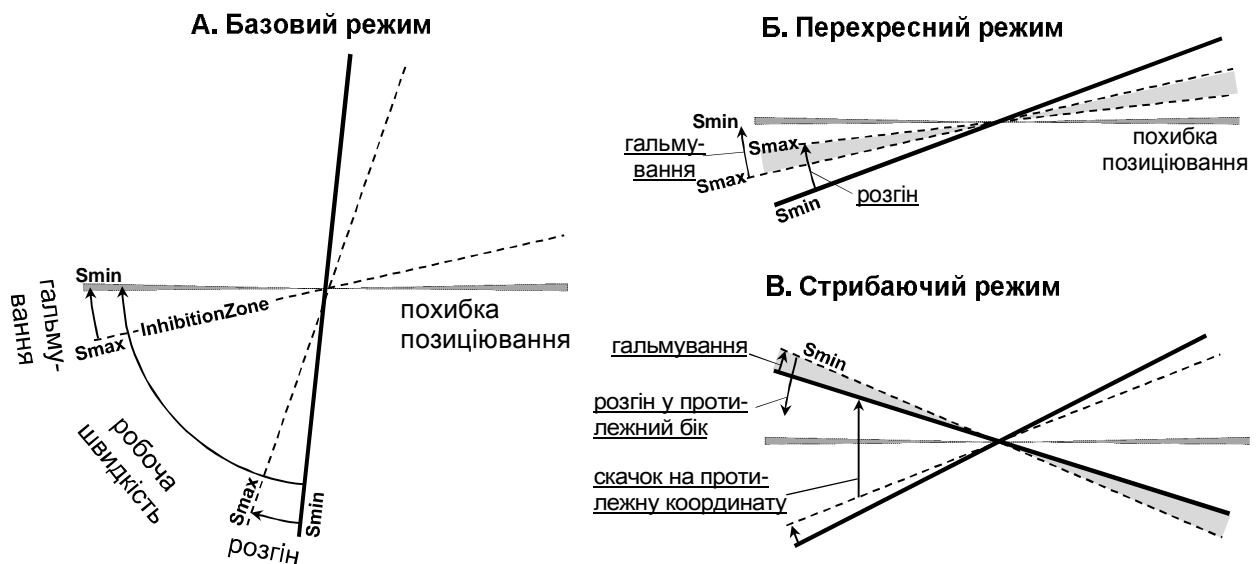 А. Базовий режим
Smin
гальму-
вання
Smax
InhibitionZone
похибка
позиціювання
робоча
швидкість
Smax
Smin
розгін
Б. Перехресний режим
Smin
гальму-
вання
Smax
Smax
Smin
розгін
похибка
позиціювання
В. Стрибаючий режим
гальмування
Smin
розгін у проти-
лежний бік
скачок на проти-
лежну координату